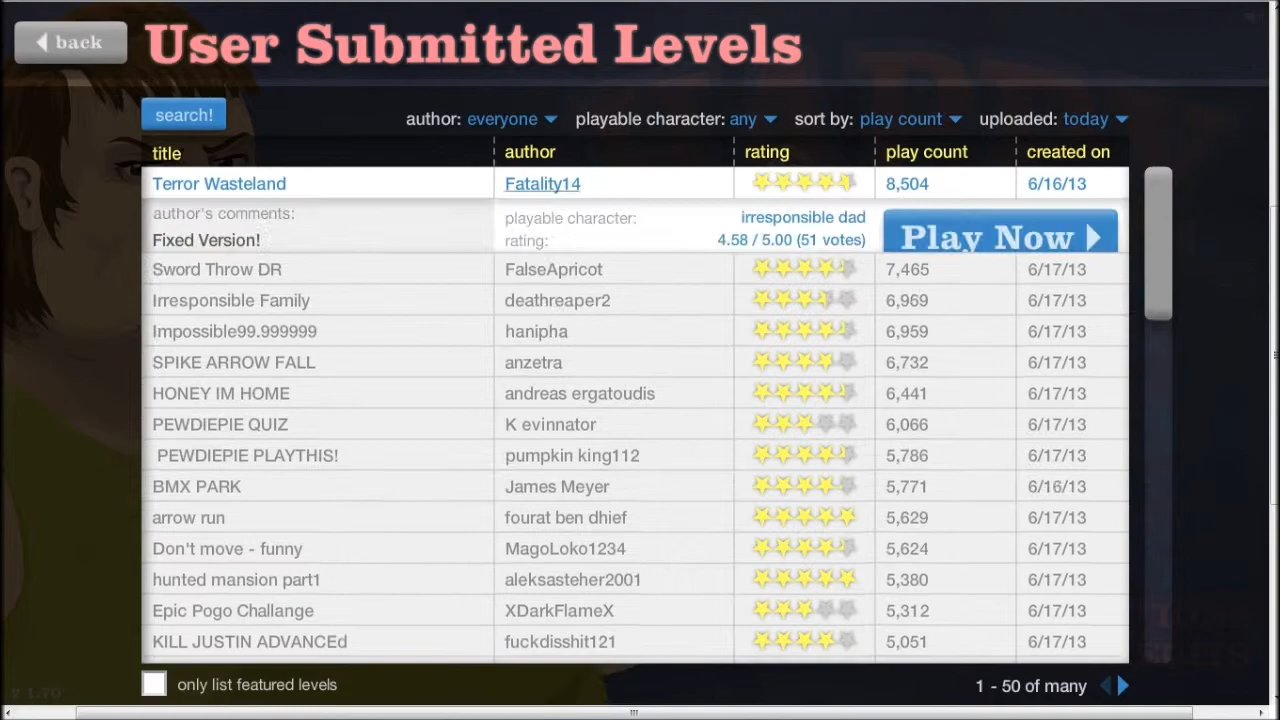 back
User Submitted Levels
search!
author: everyone playable character: any sort by: play count uploaded: today
title author rating play count created on
Terror Wasteland Fatality14 8,504 6/16/13
author's comments: playable character: irresponsible dad Play Now
Fixed Version! rating: 4.58 / 5.00 (51 votes)
Sword Throw DR FalseApricot 7,465 6/17/13
Irresponsible Family deathreaper2 6,969 6/17/13
Impossible99.999999 hanipha 6,959 6/17/13
SPIKE ARROW FALL anzetra 6,732 6/17/13
HONEY IM HOME andreas ergatoudis 6,441 6/17/13
PEWDIEPIE QUIZ K evinnator 6,066 6/17/13
PEWDIEPIE PLAYTHIS! pumpkin king112 5,786 6/17/13
BMX PARK James Meyer 5,771 6/16/13
arrow run fourat ben dhief 5,629 6/17/13
Don't move - funny MagoLoko1234 5,624 6/17/13
hunted mansion part1 aleksasteher2001 5,380 6/17/13
Epic Pogo Challange XDarkFlameX 5,312 6/17/13
KILL JUSTIN ADVANCEd fuckdisshit121 5,051 6/17/13
only list featured levels 1 - 50 of many